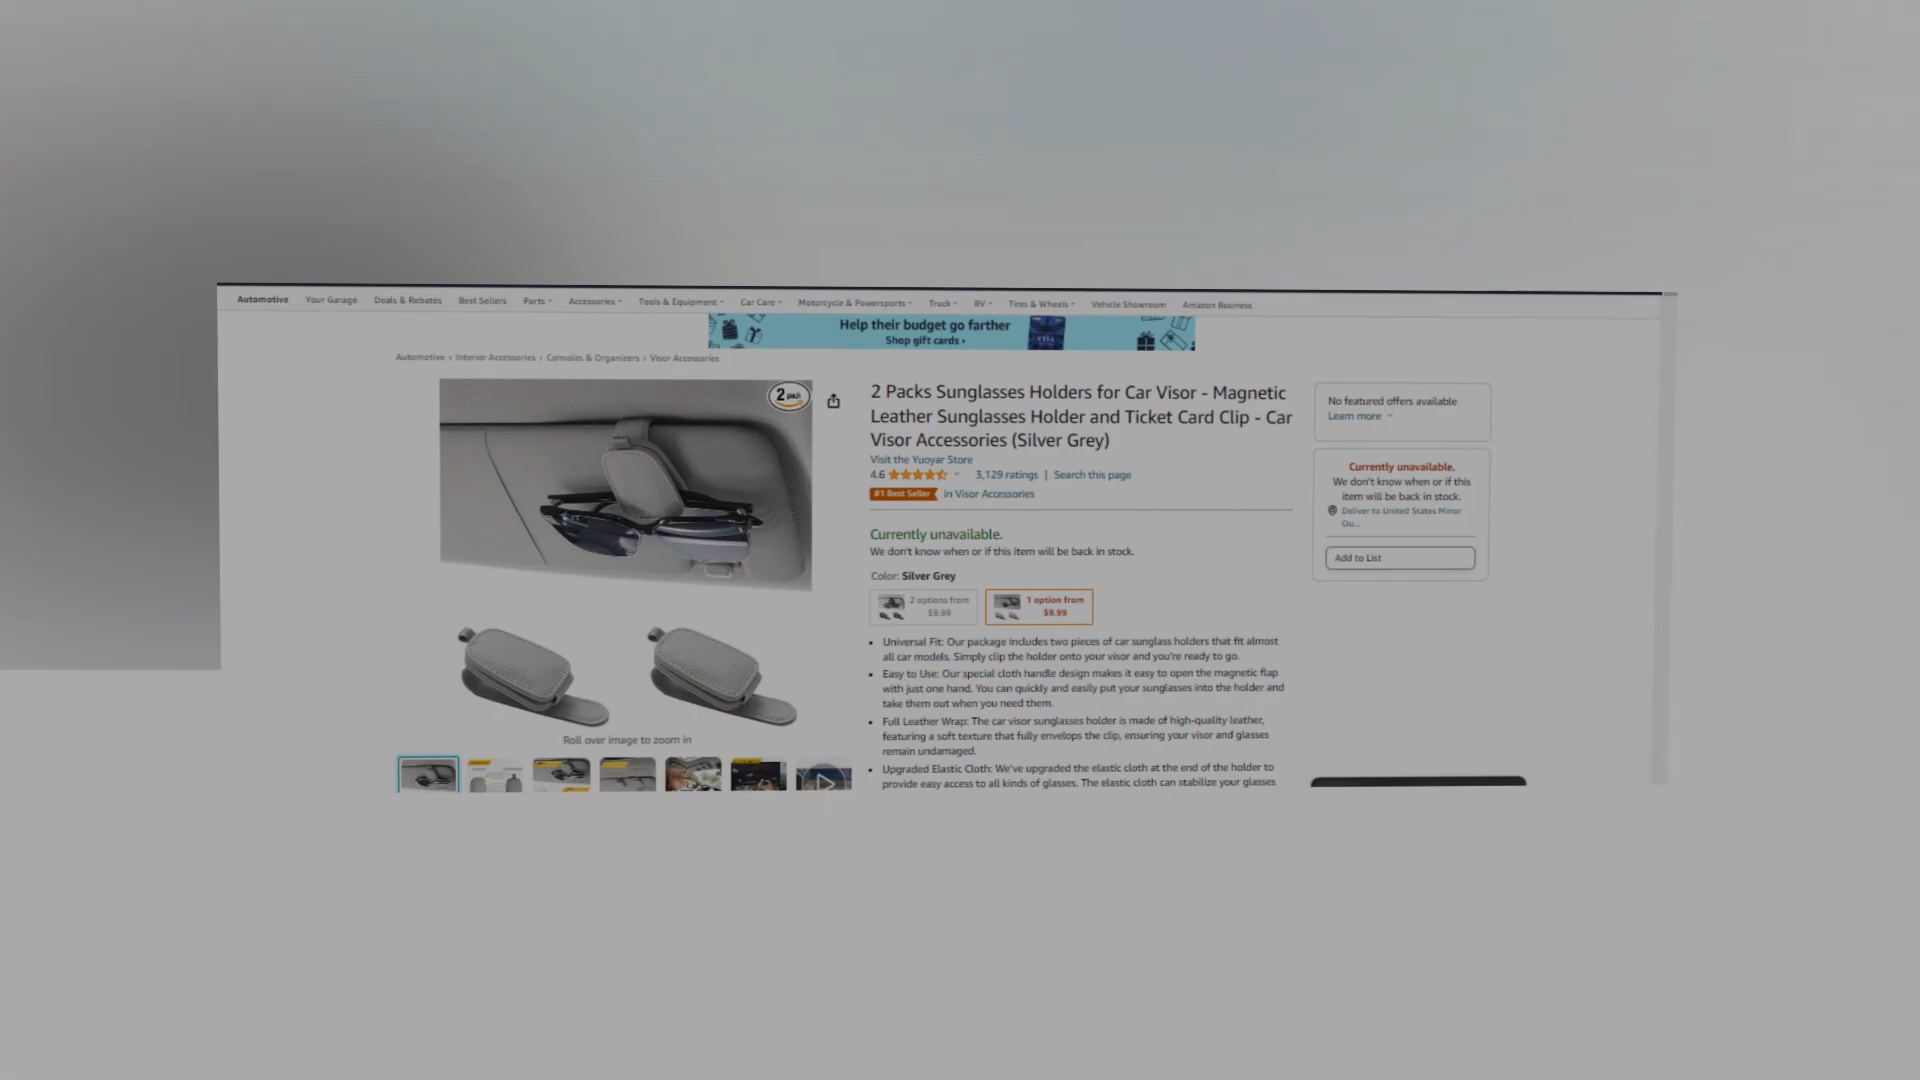 Automotive Your Garage Deals & Rebates Best Sellers Parts Accessories Tools & Equipment Car Care Motorcycle & Powersports Truck RV Tires & Wheels Vehicle Showroom Amazon Business
Help their budget go farther
Shop gift cards ›
Automotive › Interior Accessories › Consoles & Organizers › Visor Accessories
2 pack
2 Packs Sunglasses Holders for Car Visor - Magnetic
Leather Sunglasses Holder and Ticket Card Clip - Car
Visor Accessories (Silver Grey)
Visit the Yuoyar Store
4.6 3,129 ratings | Search this page
#1 Best Seller in Visor Accessories
Currently unavailable.
We don't know when or if this item will be back in stock.
Color: Silver Grey
2 options from
$9.99
1 option from
$9.99
• Universal Fit: Our package includes two pieces of car sunglass holders that fit almost
all car models. Simply clip the holder onto your visor and you're ready to go.
• Easy to Use: Our special cloth handle design makes it easy to open the magnetic flap
with just one hand. You can quickly and easily put your sunglasses into the holder and
take them out when you need them.
• Full Leather Wrap: The car visor sunglasses holder is made of high-quality leather,
featuring a soft texture that fully envelops the clip, ensuring your visor and glasses
remain undamaged.
• Upgraded Elastic Cloth: We've upgraded the elastic cloth at the end of the holder to
provide easy access to all kinds of glasses. The elastic cloth can stabilize your glasses
Roll over image to zoom in
No featured offers available
Learn more
Currently unavailable.
We don't know when or if this
item will be back in stock.
Deliver to United States Minor
Ou...
Add to List